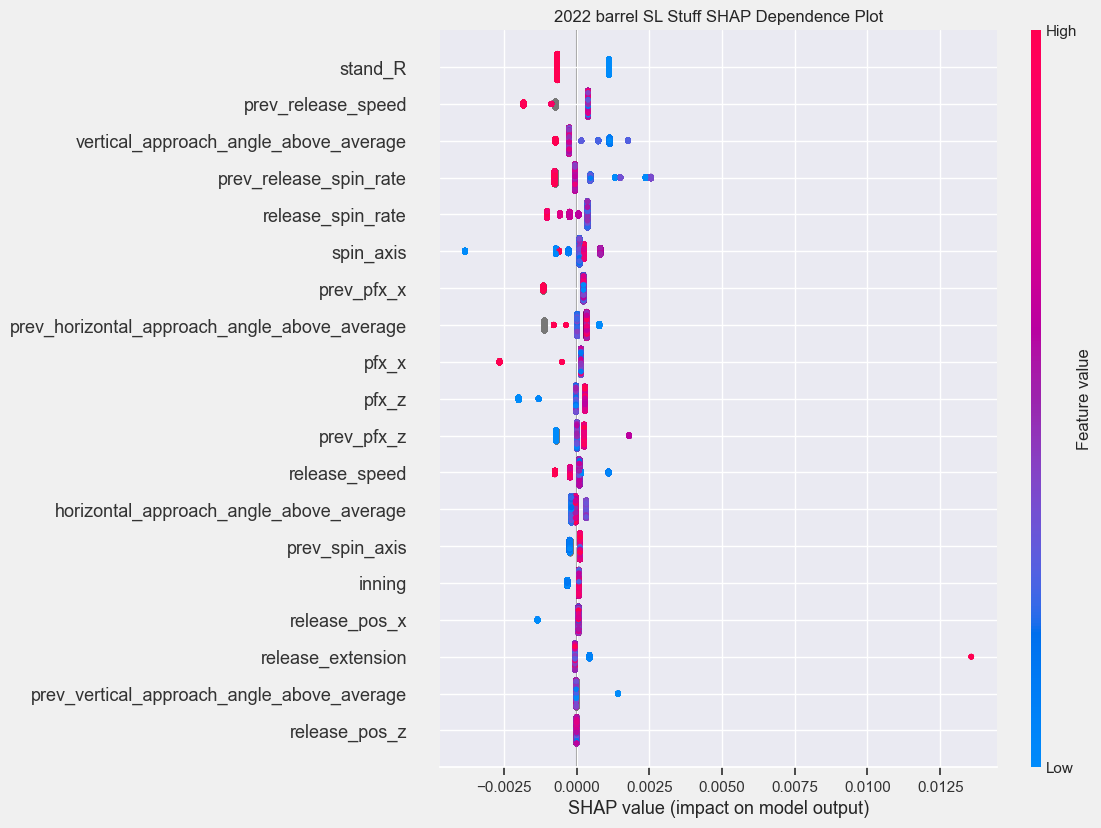 2022 barrel SL Stuff SHAP Dependence Plot
High
stand_R
prev_release_speed
vertical_approach_angle_above_average
prev_release_spin_rate
release_spin_rate
spin_axis
prev_pfx_x
prev_horizontal_approach_angle_above_average
pfx_x
pfx_z
prev_pfx_z
release_speed
horizontal_approach_angle_above_average
prev_spin_axis
inning
release_pos_x
release_extension
prev_vertical_approach_angle_above_average
release_pos_z
Feature value
Low
−0.0025 0.0000 0.0025 0.0050 0.0075 0.0100 0.0125
SHAP value (impact on model output)